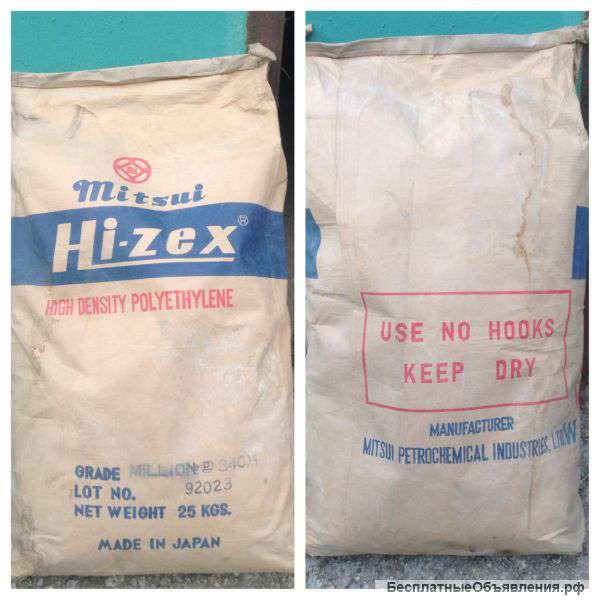 mitsui
Hi-zex®
HIGH DENSITY POLYETHYLENE
GRADE MILLION 340M
LOT NO. 92023
NET WEIGHT 25 KGS.
MADE IN JAPAN
USE NO HOOKS
KEEP DRY
MANUFACTURER
MITSUI PETROCHEMICAL INDUSTRIES, LTD.
БесплатныеОбъявления.рф